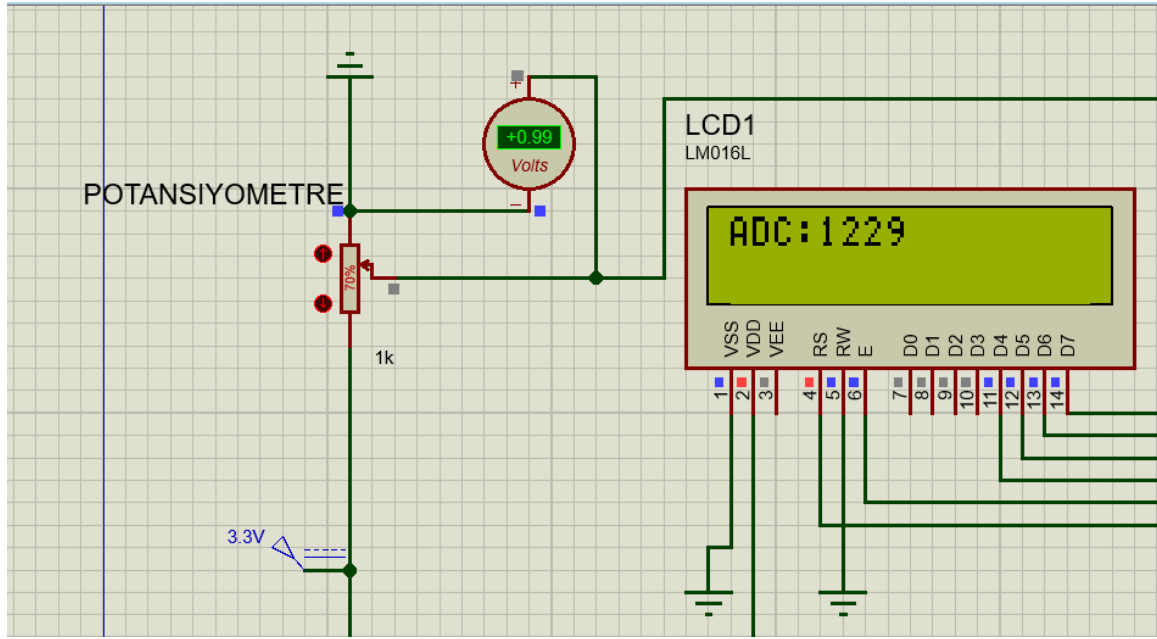 +
+0.99
Volts
−
POTANSIYOMETRE
70%
1k
3.3V
LCD1
LM016L
ADC:1229
VSS VDD VEE RS RW E D0 D1 D2 D3 D4 D5 D6 D7
1 2 3 4 5 6 7 8 9 10 11 12 13 14